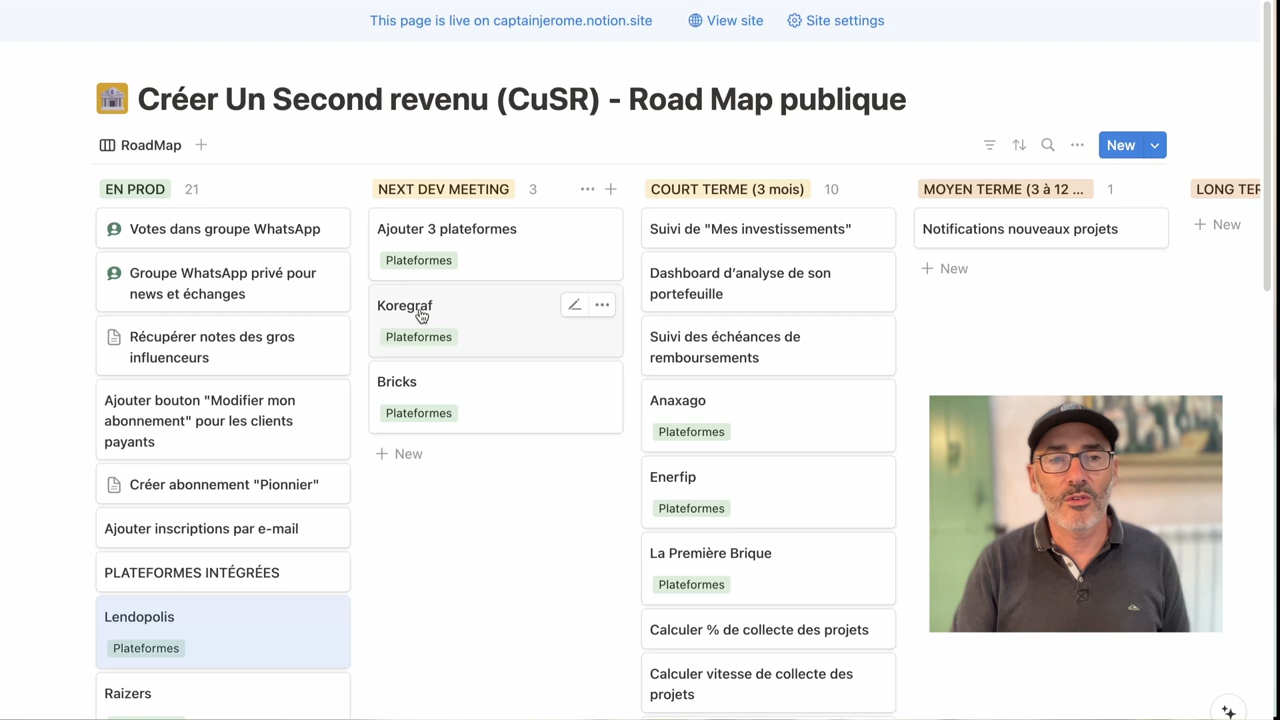 This page is live on captainjerome.notion.site
View site
Site settings
Créer Un Second revenu (CuSR) - Road Map publique
RoadMap
New
EN PROD 21
Votes dans groupe WhatsApp
Groupe WhatsApp privé pour
news et échanges
Récupérer notes des gros
influenceurs
Ajouter bouton "Modifier mon
abonnement" pour les clients
payants
Créer abonnement "Pionnier"
Ajouter inscriptions par e-mail
PLATEFORMES INTÉGRÉES
Lendopolis
Plateformes
Raizers
NEXT DEV MEETING 3
Ajouter 3 plateformes
Plateformes
Koregraf
Plateformes
Bricks
Plateformes
New
COURT TERME (3 mois) 10
Suivi de "Mes investissements"
Dashboard d’analyse de son
portefeuille
Suivi des échéances de
remboursements
Anaxago
Plateformes
Enerfip
Plateformes
La Première Brique
Plateformes
Calculer % de collecte des projets
Calculer vitesse de collecte des
projets
MOYEN TERME (3 à 12 ... 1
Notifications nouveaux projets
New
LONG TER
New